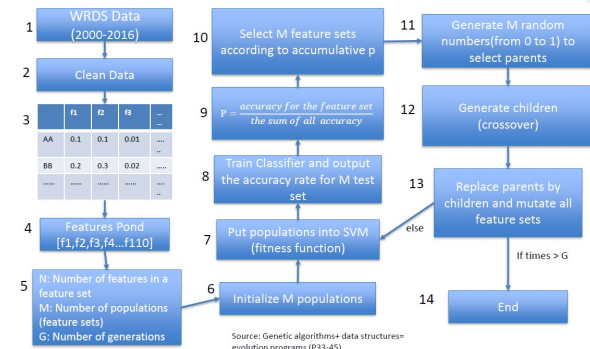 1
WRDS Data
(2000-2016)
2
Clean Data
3
f1 f2 f3 ...
...
AA 0.1 0.1 0.01 ....
..
BB 0.2 0.3 0.02 .....
...... ...... ...... ....
..
4
Features Pond
[f1,f2,f3,f4...f110]
5
N: Number of features in a
feature set
M: Number of populations
(feature sets)
G: Number of generations
6
Initialize M populations
7
Put populations into SVM
(fitness function)
8
Train Classifier and output
the accuracy rate for M test
set
9
P = accuracy for the feature set
the sum of all accuracy
10
Select M feature sets
according to accumulative p
11
Generate M random
numbers(from 0 to 1) to
select parents
12
Generate children
(crossover)
13
Replace parents by
children and mutate all
feature sets
else
If times > G
14
End
Source: Genetic algorithms+ data structures=
evolution programs (P33-45)